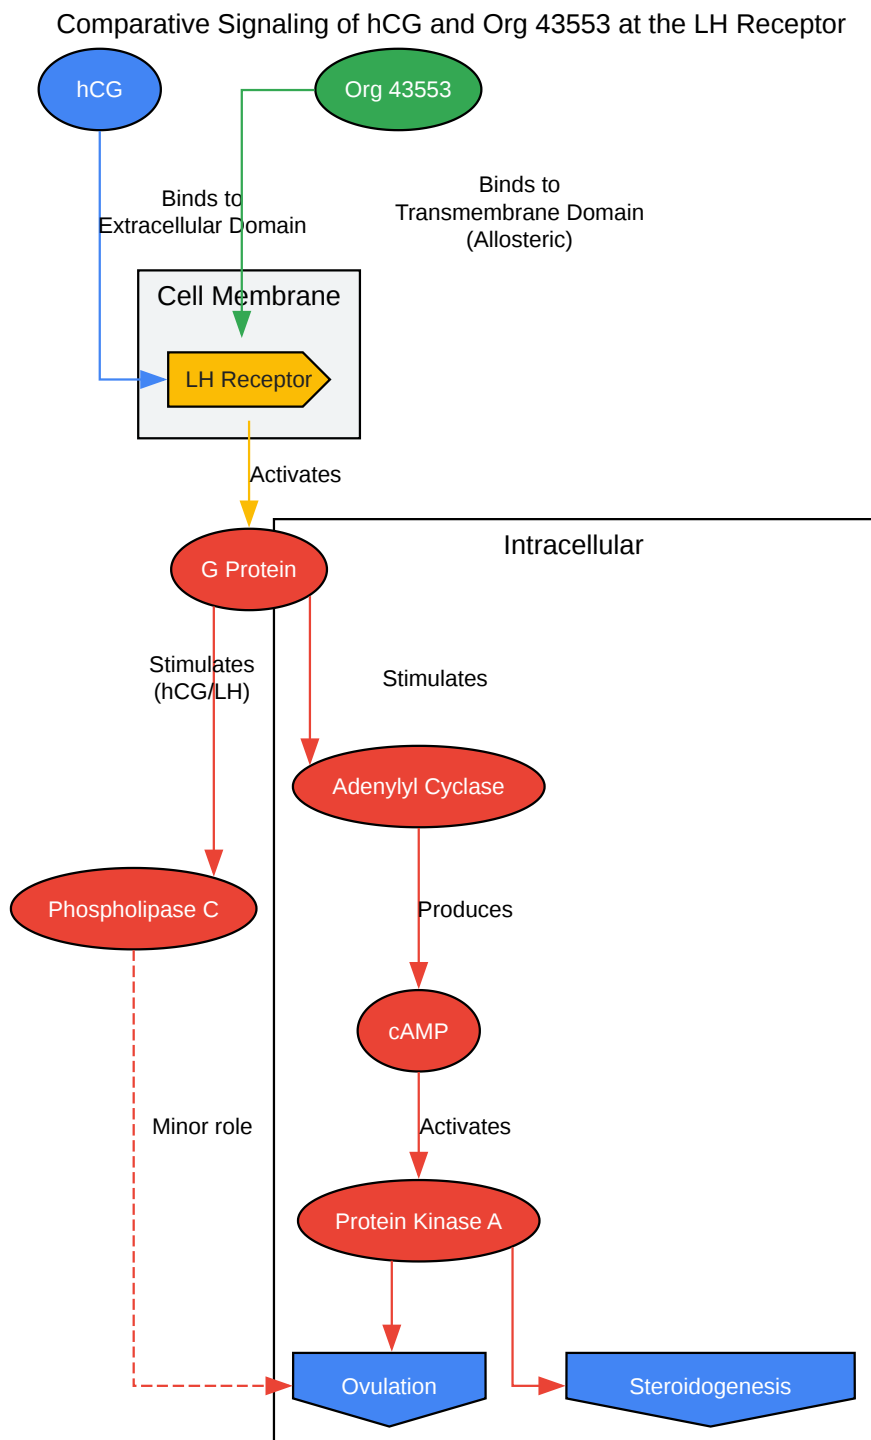 Comparative Signaling of hCG and Org 43553 at the LH Receptor
hCG
Org 43553
Binds to
Extracellular Domain
Binds to
Transmembrane Domain
(Allosteric)
Cell Membrane
LH Receptor
Activates
Intracellular
G Protein
Stimulates
(hCG/LH)
Stimulates
Adenylyl Cyclase
Phospholipase C
Produces
cAMP
Minor role
Activates
Protein Kinase A
Ovulation
Steroidogenesis